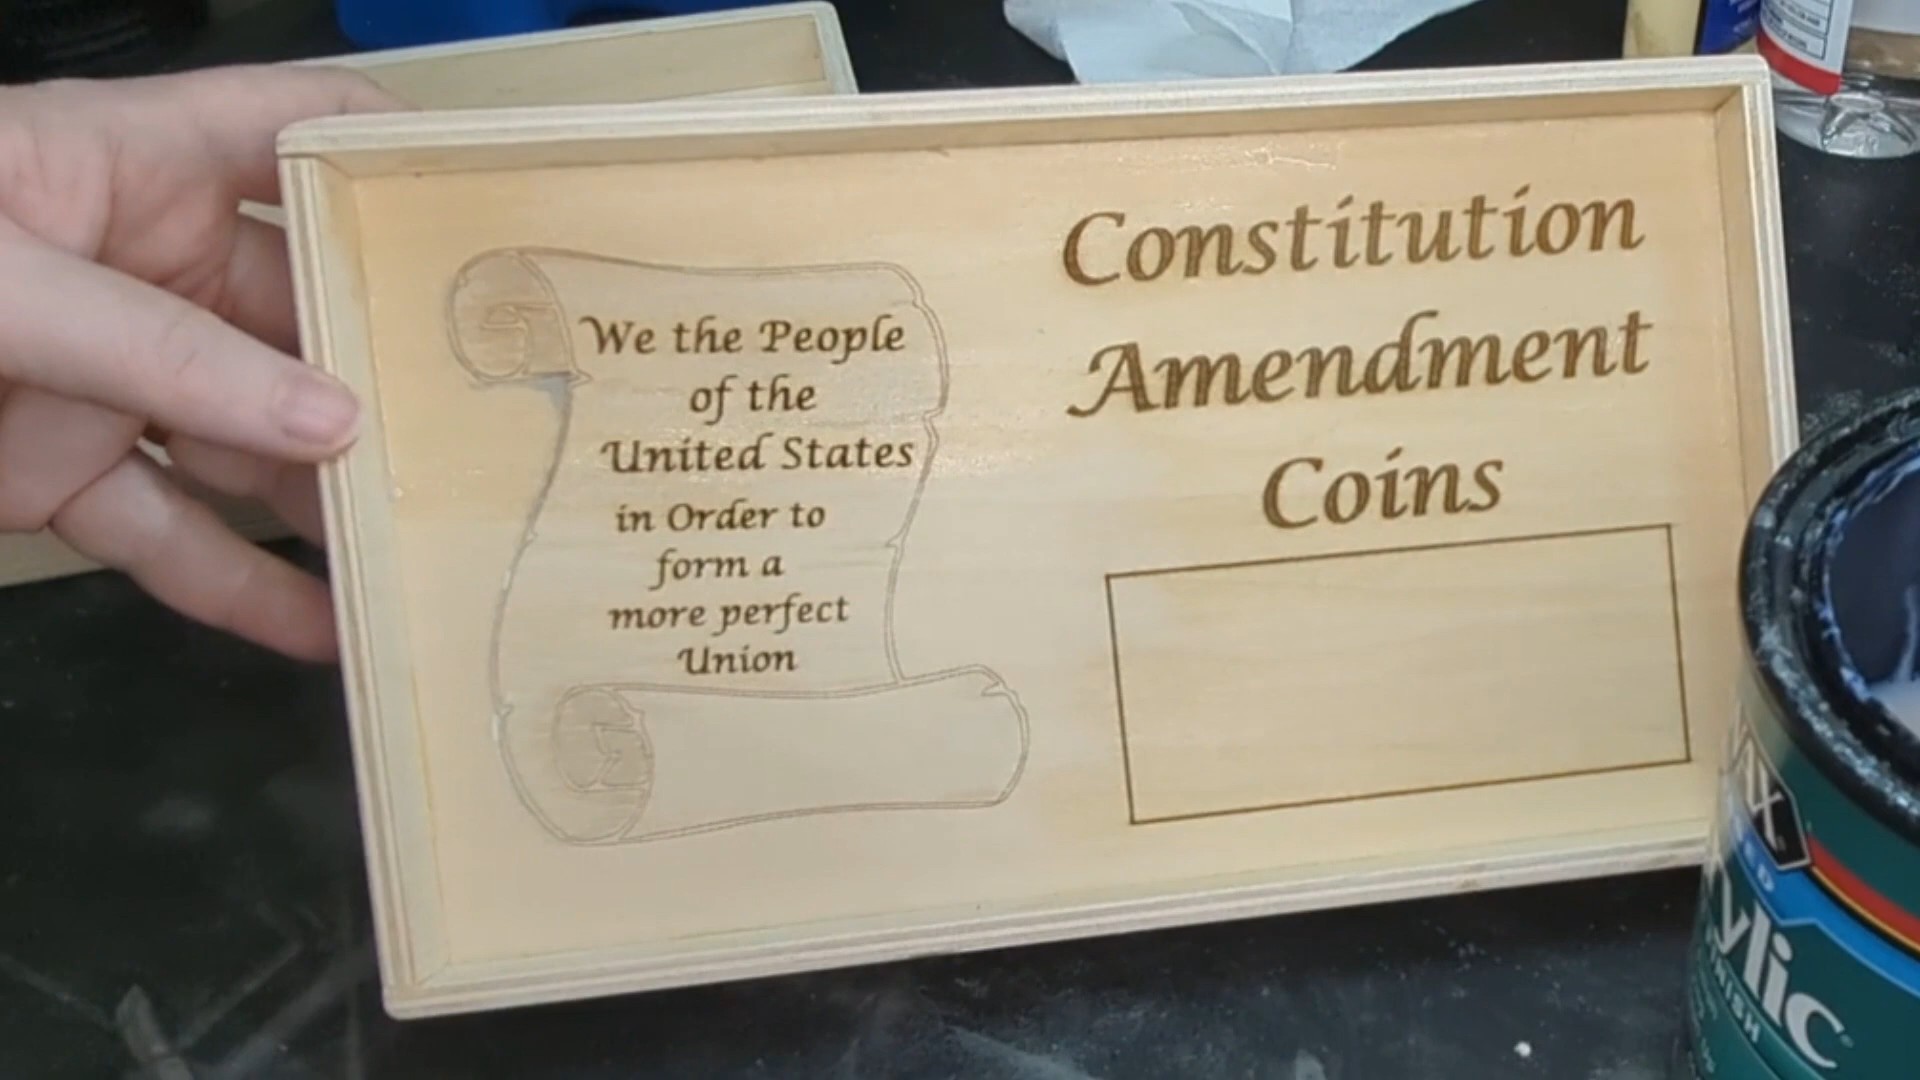 We the People
of the
United States
in Order to
form a
more perfect
Union
Constitution
Amendment
Coins